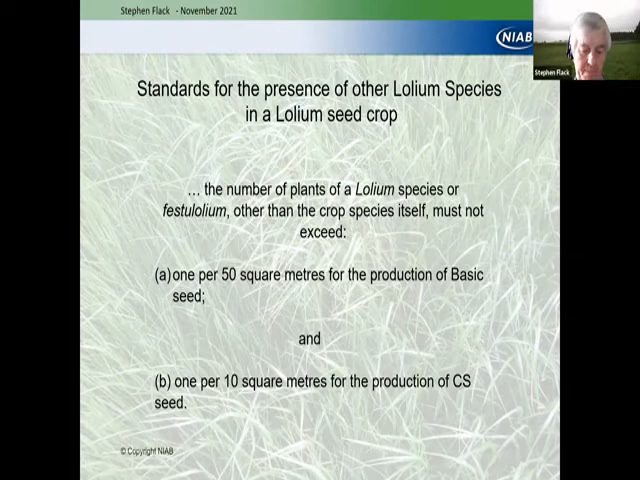 Stephen Flack - November 2021
NIAB
Stephen Flack
Standards for the presence of other Lolium Species
in a Lolium seed crop
… the number of plants of a Lolium species or
festulolium, other than the crop species itself, must not
exceed:
(a) one per 50 square metres for the production of Basic
seed;
and
(b) one per 10 square metres for the production of CS
seed.
© Copyright NIAB